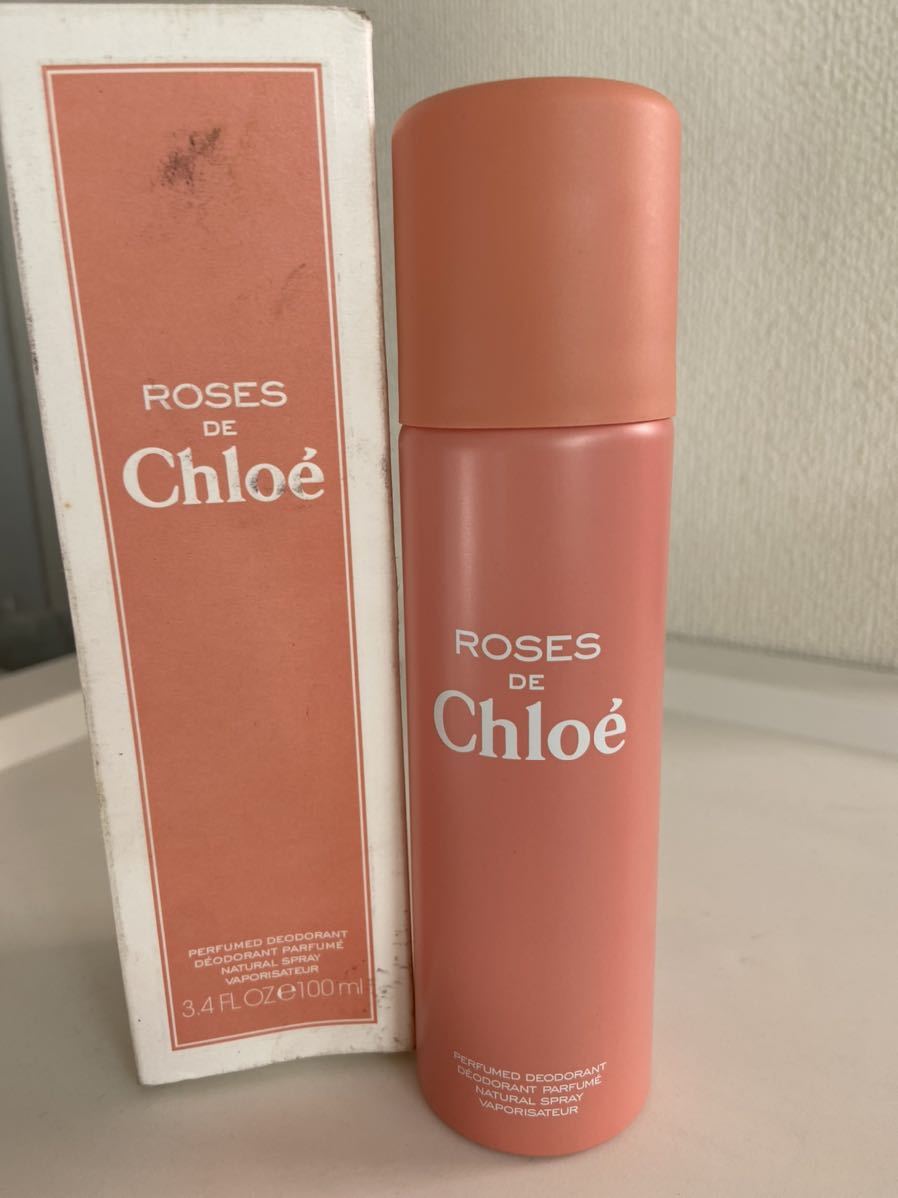 ROSES
DE
Chloé
PERFUMED DEODORANT
DÉODORANT PARFUMÉ
NATURAL SPRAY
VAPORISATEUR
3.4 FL OZ ℮ 100 ml
ROSES
DE
Chloé
PERFUMED DEODORANT
DÉODORANT PARFUMÉ
NATURAL SPRAY
VAPORISATEUR